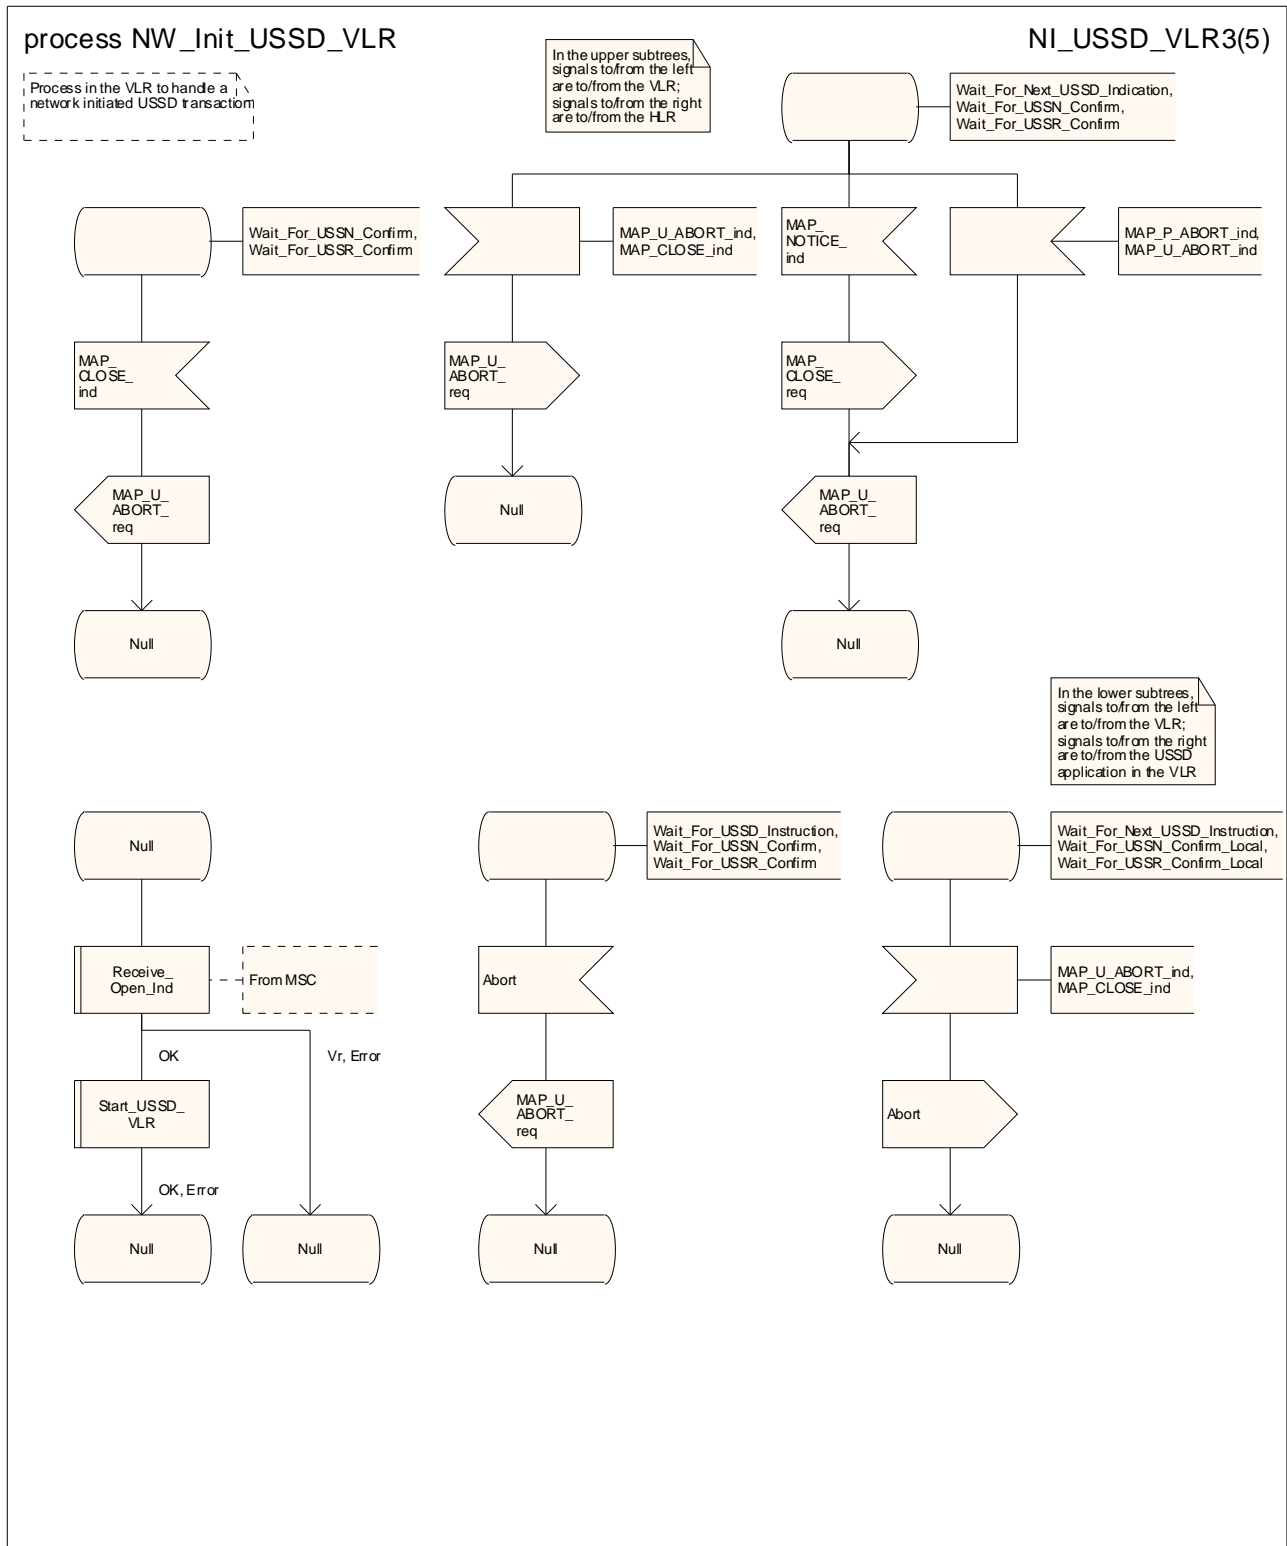 process NW_Init_USSD_VLR
NI_USSD_VLR3(5)
Process in the VLR to handle a
network initiated USSD transaction
In the upper subtrees,
signals to/from the left
are to/from the VLR;
signals to/from the right
are to/from the HLR
Wait_For_Next_USSD_Indication,
Wait_For_USSN_Confirm,
Wait_For_USSR_Confirm
Wait_For_USSN_Confirm,
Wait_For_USSR_Confirm
MAP_U_ABORT_ind,
MAP_CLOSE_ind
MAP_
NOTICE_
ind
MAP_P_ABORT_ind,
MAP_U_ABORT_ind
MAP_
CLOSE_
ind
MAP_U_
ABORT_
req
MAP_
CLOSE_
req
MAP_U_
ABORT_
req
Null
MAP_U_
ABORT_
req
Null
Null
In the lower subtrees,
signals to/from the left
are to/from the VLR;
signals to/from the right
are to/from the USSD
application in the VLR
Null
Wait_For_USSD_Instruction,
Wait_For_USSN_Confirm,
Wait_For_USSR_Confirm
Wait_For_Next_USSD_Instruction,
Wait_For_USSN_Confirm_Local,
Wait_For_USSR_Confirm_Local
Receive_
Open_Ind
From MSC
Abort
MAP_U_ABORT_ind,
MAP_CLOSE_ind
OK
Vr, Error
Start_USSD_
VLR
MAP_U_
ABORT_
req
Abort
OK, Error
Null
Null
Null
Null